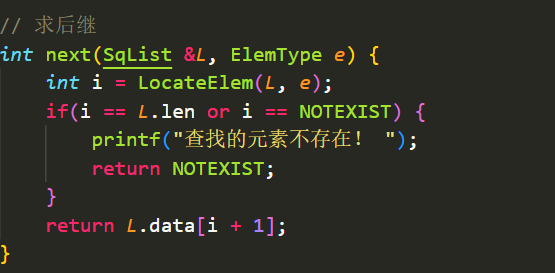 // 求后继
int next(SqList &L, ElemType e) {
    int i = LocateElem(L, e);
    if(i == L.len or i == NOTEXIST) {
        printf("查找的元素不存在! ");
        return NOTEXIST;
    }
    return L.data[i + 1];
}